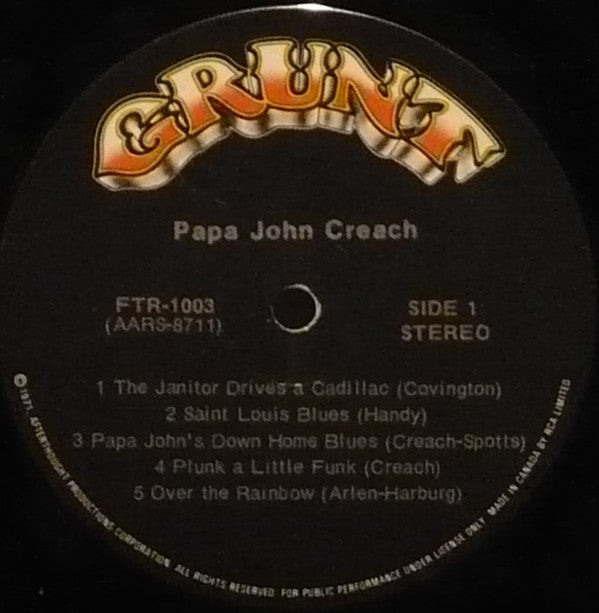 GRUNT
Papa John Creach
FTR-1003
(AARS-8711)
SIDE 1
STEREO
1 The Janitor Drives a Cadillac (Covington)
2 Saint Louis Blues (Handy)
3 Papa John's Down Home Blues (Creach-Spotts)
4 Plunk a Little Funk (Creach)
5 Over the Rainbow (Arlen-Harburg)
℗ 1971, AFTERTHOUGHT PRODUCTIONS CORPORATION ALL RIGHTS RESERVED FOR PUBLIC PERFORMANCE UNDER LICENSE ONLY MADE IN CANADA BY RCA LIMITED